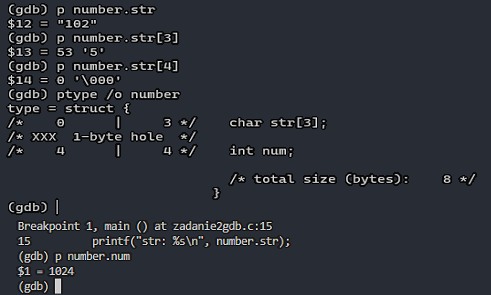 (gdb) p number.str
$12 = "102"
(gdb) p number.str[3]
$13 = 53 '5'
(gdb) p number.str[4]
$14 = 0 '\000'
(gdb) ptype /o number
type = struct {
/*    0      |     3 */    char str[3];
/* XXX  1-byte hole  */
/*    4      |     4 */    int num;
/* total size (bytes):    8 */
}
(gdb)
Breakpoint 1, main () at zadanie2gdb.c:15
15          printf("str: %s\n", number.str);
(gdb) p number.num
$1 = 1024
(gdb)